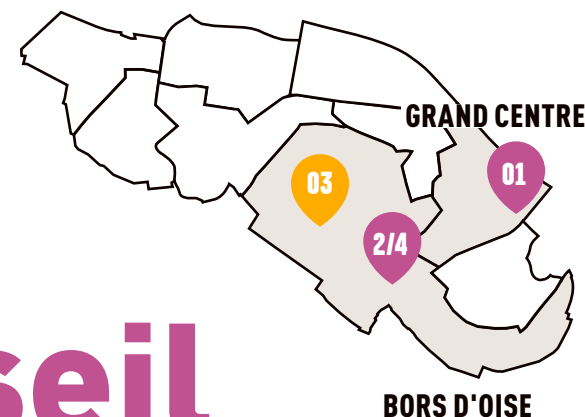 GRAND CENTRE
01
03
2/4
seil
BORS D'OISE